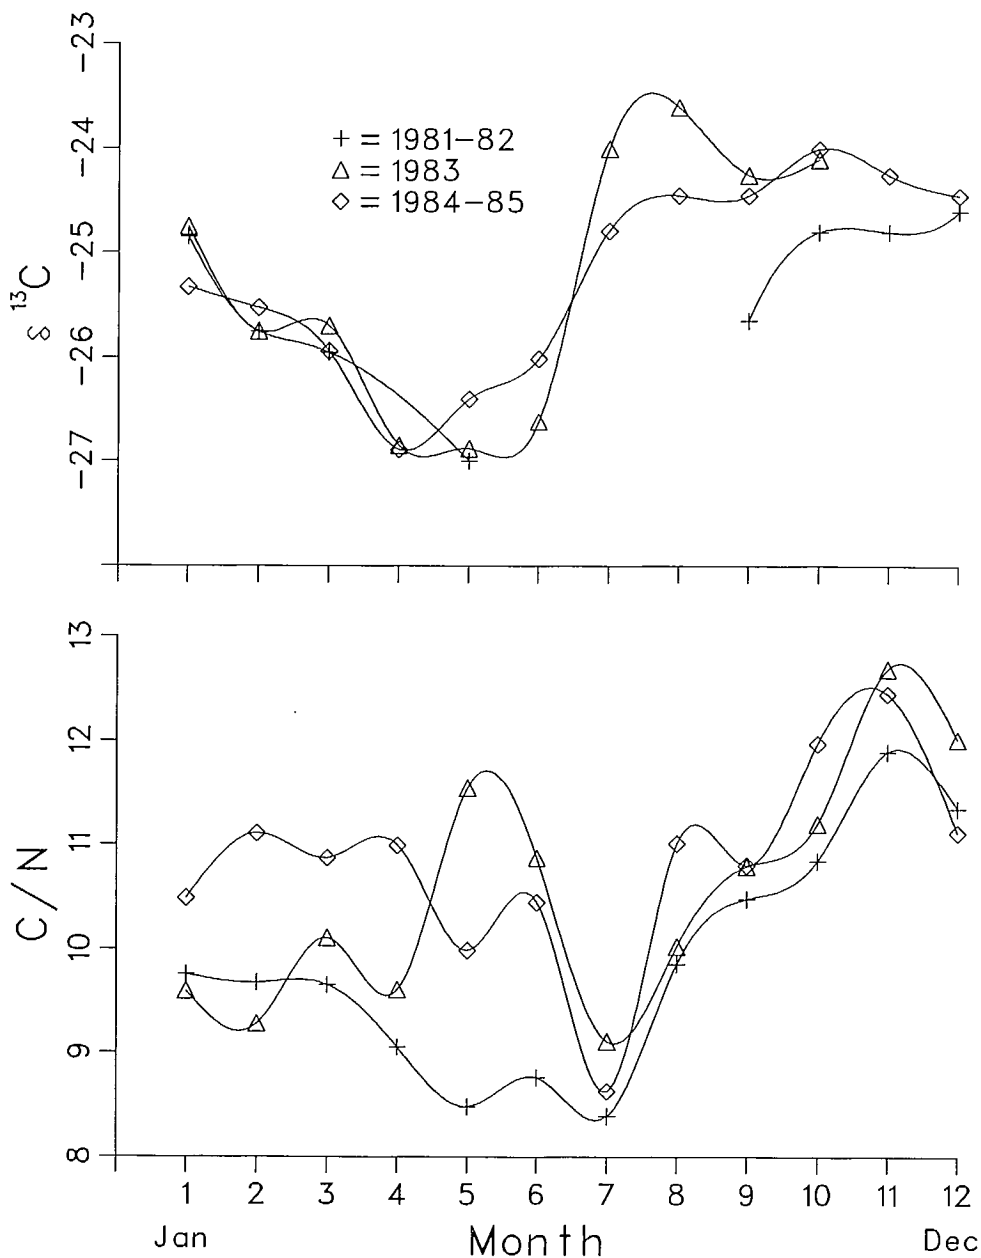 -23
-24
-25
-26
-27
δ ¹³C
+ = 1981-82
△ = 1983
◇ = 1984-85
13
12
11
10
9
8
C/N
1 2 3 4 5 6 7 8 9 10 11 12
Jan Month Dec